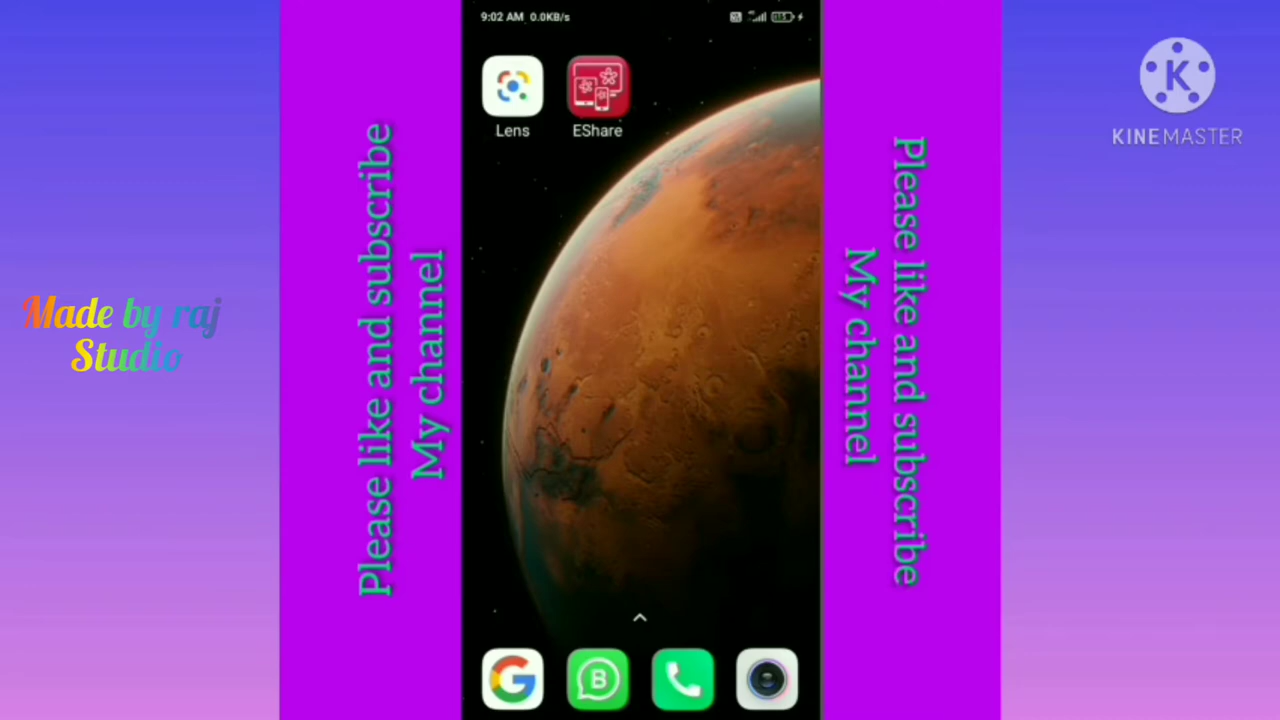 9:02 AM 0.0KB/s
Lens
EShare
Please like and subscribe
My channel
Please like and subscribe
My channel
Made by raj
Studio
K
KINEMASTER
G
B